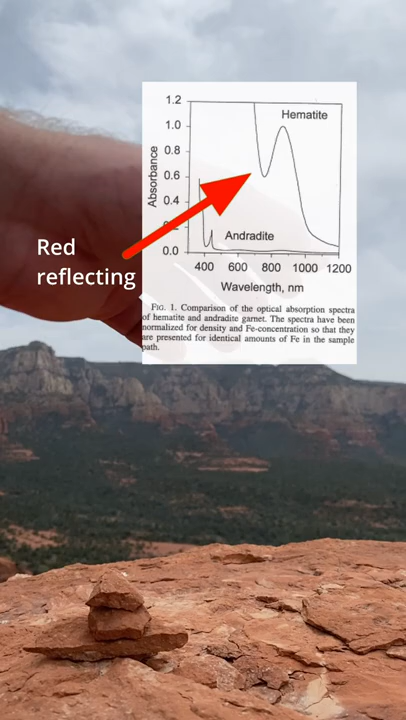 1.2
1.0
0.8
0.6
0.4
0.2
0.0
Absorbance
Hematite
Andradite
400 600 800 1000 1200
Wavelength, nm
Red
reflecting
FIG. 1. Comparison of the optical absorption spectra
of hematite and andradite garnet. The spectra have been
normalized for density and Fe-concentration so that they
are presented for identical amounts of Fe in the sample
path.